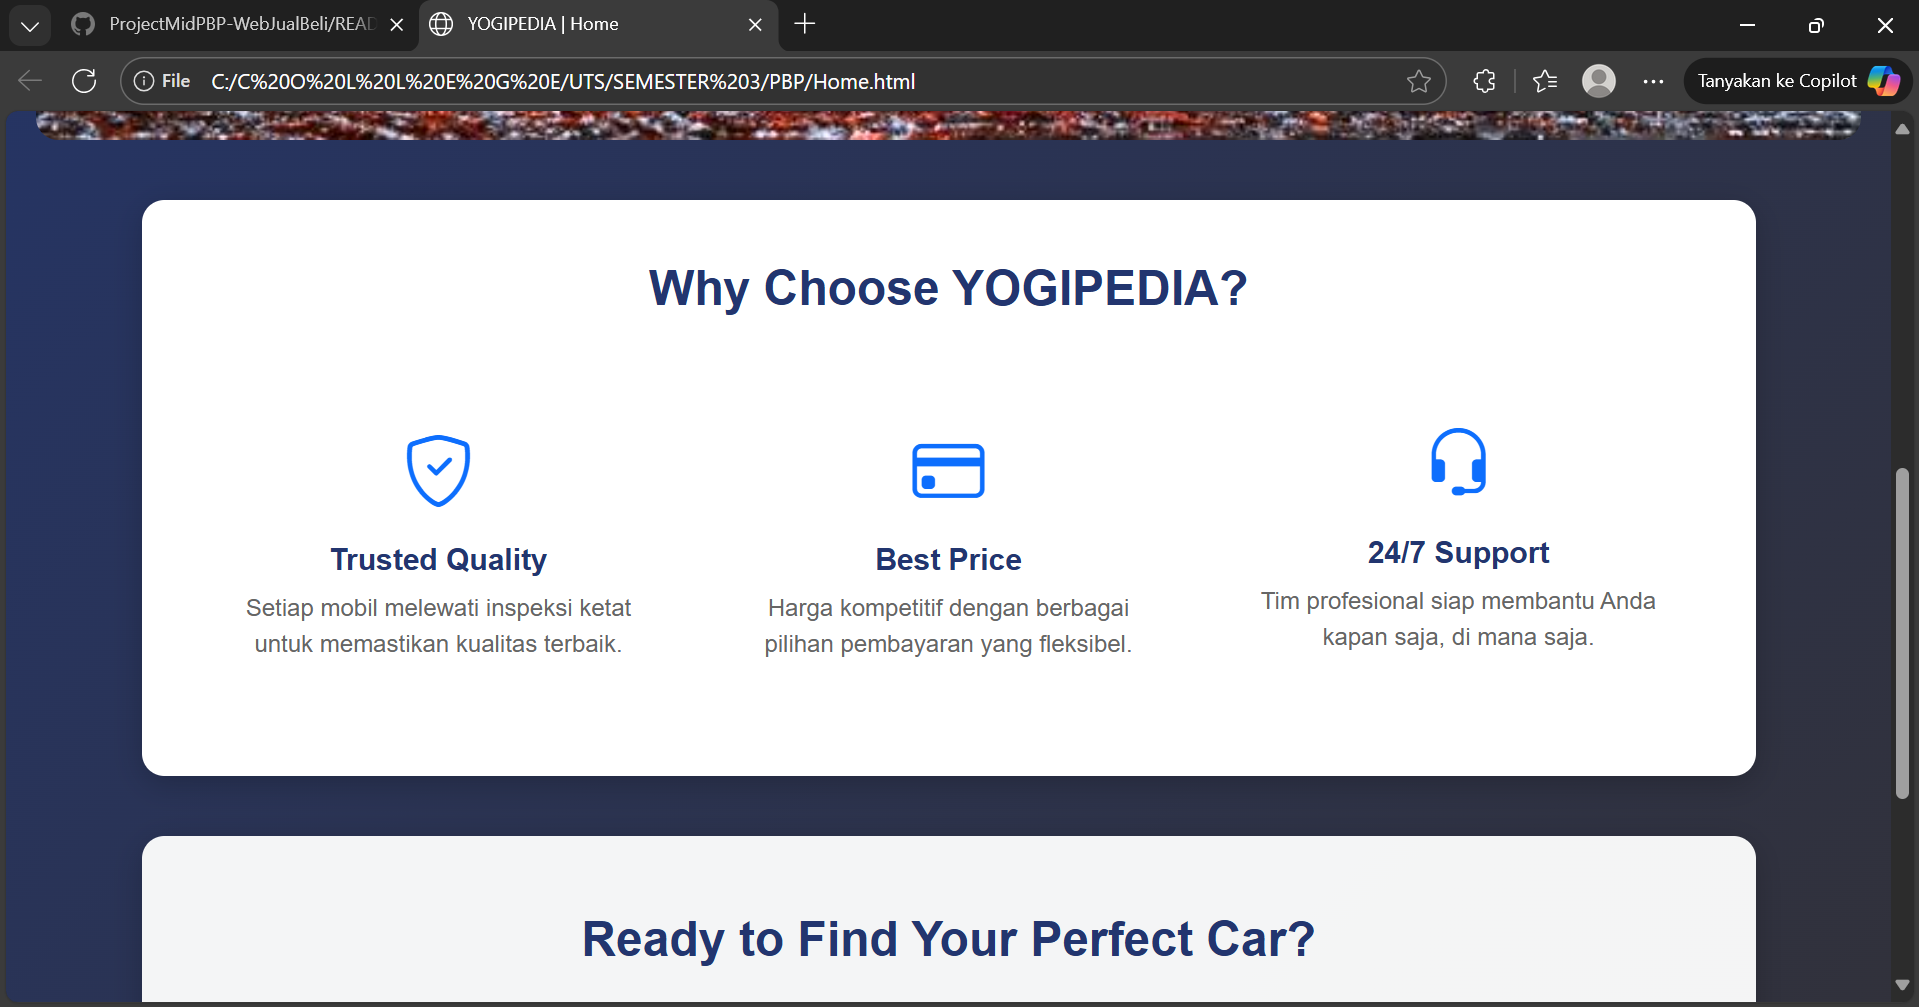 ProjectMidPBP-WebJualBeli/READ
YOGIPEDIA | Home
File
C:/C%20O%20L%20L%20E%20G%20E/UTS/SEMESTER%203/PBP/Home.html
Tanyakan ke Copilot
Why Choose YOGIPEDIA?
Trusted Quality
Setiap mobil melewati inspeksi ketat
untuk memastikan kualitas terbaik.
Best Price
Harga kompetitif dengan berbagai
pilihan pembayaran yang fleksibel.
24/7 Support
Tim profesional siap membantu Anda
kapan saja, di mana saja.
Ready to Find Your Perfect Car?